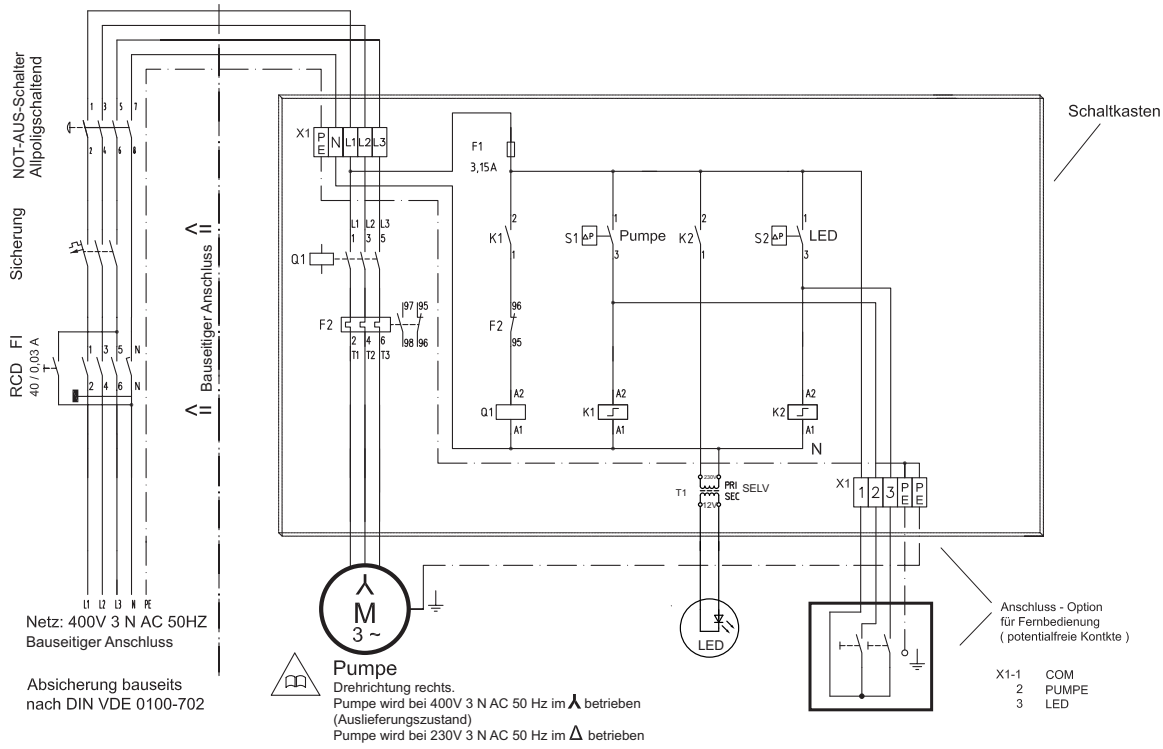 NOT-AUS-Schalter
Allpoligschaltend
1 3 5 7
2 4 6 8
Sicherung
RCD FI
40 / 0,03 A
1 3 5 N
2 4 6 N
<= Bauseitiger Anschluss <=
L1 L2 L3 N PE
Netz: 400V 3 N AC 50HZ
Bauseitiger Anschluss
Absicherung bauseits
nach DIN VDE 0100-702
Schaltkasten
X1 PE N L1 L2 L3
F1
3,15A
L1 L2 L3
1 3 5
Q1
F2
97 95
98 96
2 4 6
T1 T2 T3
2
K1
1
96
F2
95
A2
Q1
A1
1
S1 ΔP Pumpe
3
A2
K1
A1
2
K2
1
1
S2 ΔP LED
3
A2
K2
A1
N
230V PRI SELV
T1 SEC
12V
X1 1 2 3 PE PE
M
3 ~
LED
Pumpe
Drehrichtung rechts.
Pumpe wird bei 400V 3 N AC 50 Hz im ⅄ betrieben
(Auslieferungszustand)
Pumpe wird bei 230V 3 N AC 50 Hz im Δ betrieben
Anschluss - Option
für Fernbedienung
( potentialfreie Kontkte )
X1-1 COM
2 PUMPE
3 LED